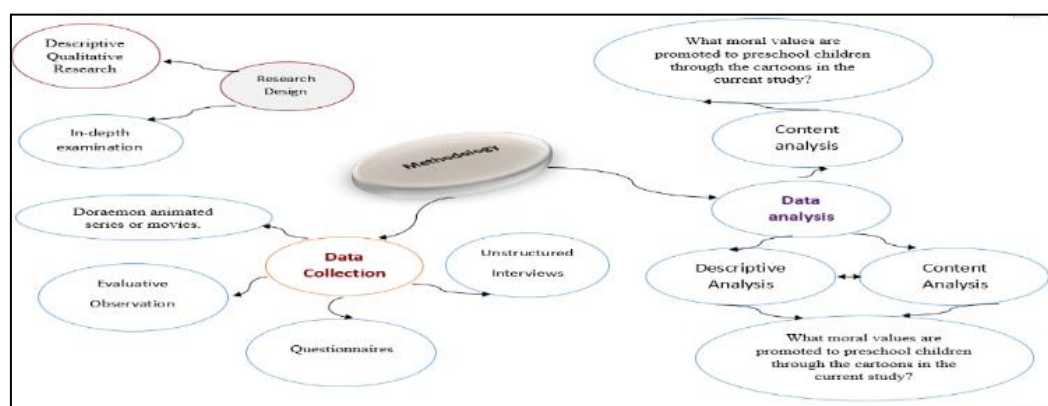 Descriptive
Qualitative
Research
Research
Design
In-depth
examination
Methodology
Doraemon animated
series or movies.
Data
Collection
Evaluative
Observation
Questionnaires
Unstructured
Interviews
What moral values are
promoted to preschool children
through the cartoons in the
current study?
Content
analysis
Data
analysis
Descriptive
Analysis
Content
Analysis
What moral values are
promoted to preschool children
through the cartoons in the
current study?